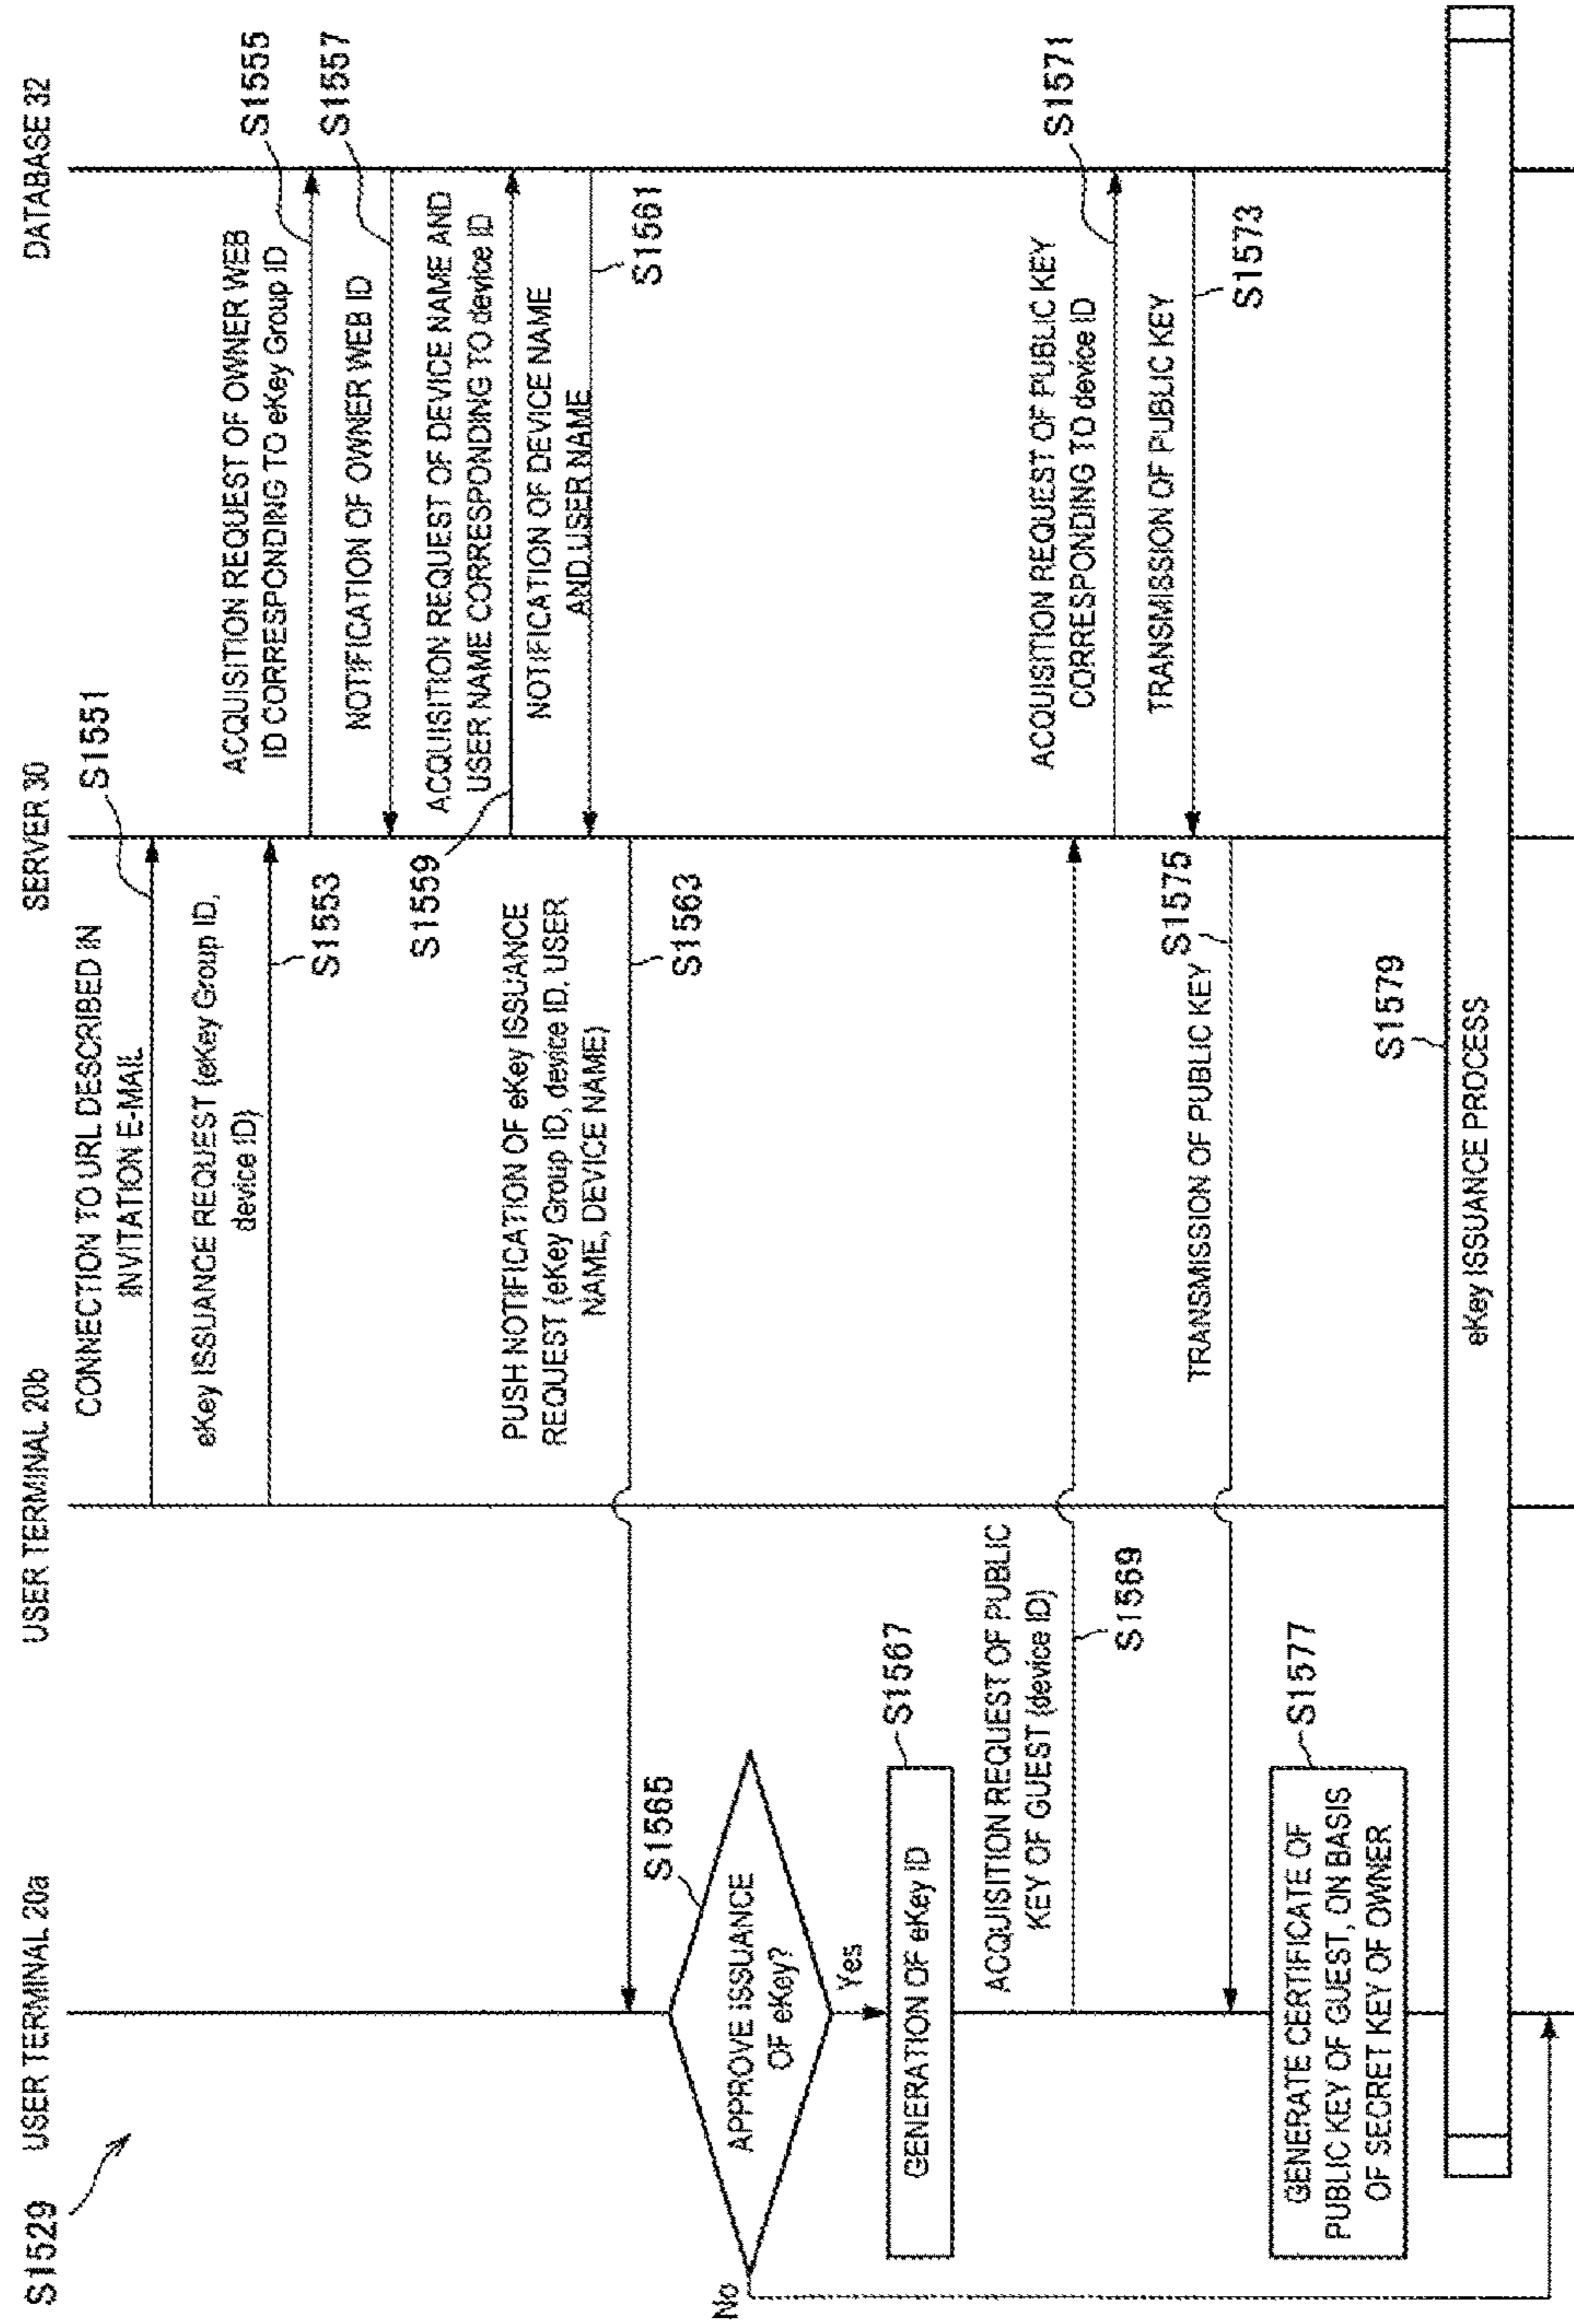 S1529
USER TERMINAL 20a
USER TERMINAL 20b
SERVER 30
DATABASE 32
CONNECTION TO URL DESCRIBED IN
INVITATION E-MAIL
S1551
eKey ISSUANCE REQUEST (eKey Group ID,
device ID)
S1553
ACQUISITION REQUEST OF OWNER WEB
ID CORRESPONDING TO eKey Group ID
S1555
NOTIFICATION OF OWNER WEB ID
S1557
ACQUISITION REQUEST OF DEVICE NAME AND
USER NAME CORRESPONDING TO device ID
S1559
NOTIFICATION OF DEVICE NAME
AND USER NAME
S1561
PUSH NOTIFICATION OF eKey ISSUANCE
REQUEST (eKey Group ID, device ID, USER
NAME, DEVICE NAME)
S1563
S1565
APPROVE ISSUANCE
OF eKey?
No
Yes
S1567
GENERATION OF eKey ID
ACQUISITION REQUEST OF PUBLIC
KEY OF GUEST (device ID)
S1569
ACQUISITION REQUEST OF PUBLIC KEY
CORRESPONDING TO device ID
S1571
TRANSMISSION OF PUBLIC KEY
S1573
S1575
TRANSMISSION OF PUBLIC KEY
S1577
GENERATE CERTIFICATE OF
PUBLIC KEY OF GUEST, ON BASIS
OF SECRET KEY OF OWNER
S1579
eKey ISSUANCE PROCESS